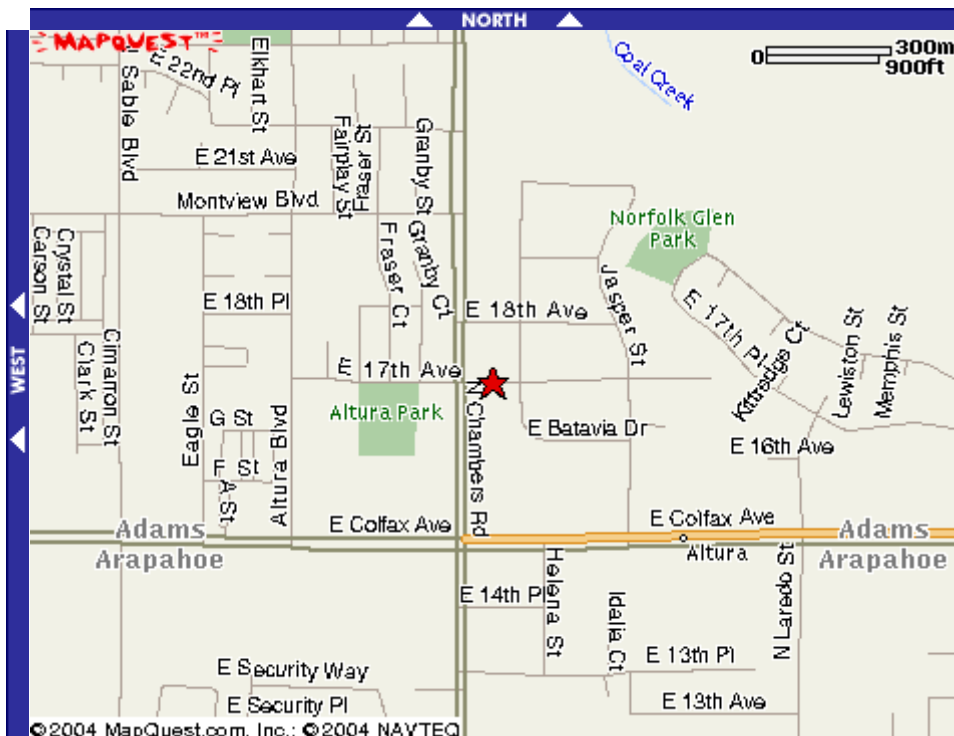 NORTH
MAPQUEST™
300m
0
900ft
Coal Creek
N Sable Blvd
E 22nd Pl
Elkhart St
E 21st Ave
Fairplay St
Fraser St
Granby St
Montview Blvd
Norfolk Glen
Park
Carson St
Crystal St
Fraser Ct
Granby Ct
Jasper St
E 18th Pl
E 18th Ave
E 17th Pl
Kittredge Ct
Lewiston St
Memphis St
WEST
Clark St
Cimarron St
E 17th Ave
Altura Park
N Chambers Rd
Eagle St
G St
F St
A St
Altura Blvd
E Batavia Dr
E 16th Ave
E Colfax Ave
E Colfax Ave
Adams
Arapahoe
Altura
Adams
Arapahoe
E 14th Pl
Helena St
Idalia Ct
N Laredo St
E 13th Pl
E 13th Ave
E Security Way
E Security Pl
©2004 MapQuest.com, Inc.; ©2004 NAVTEQ